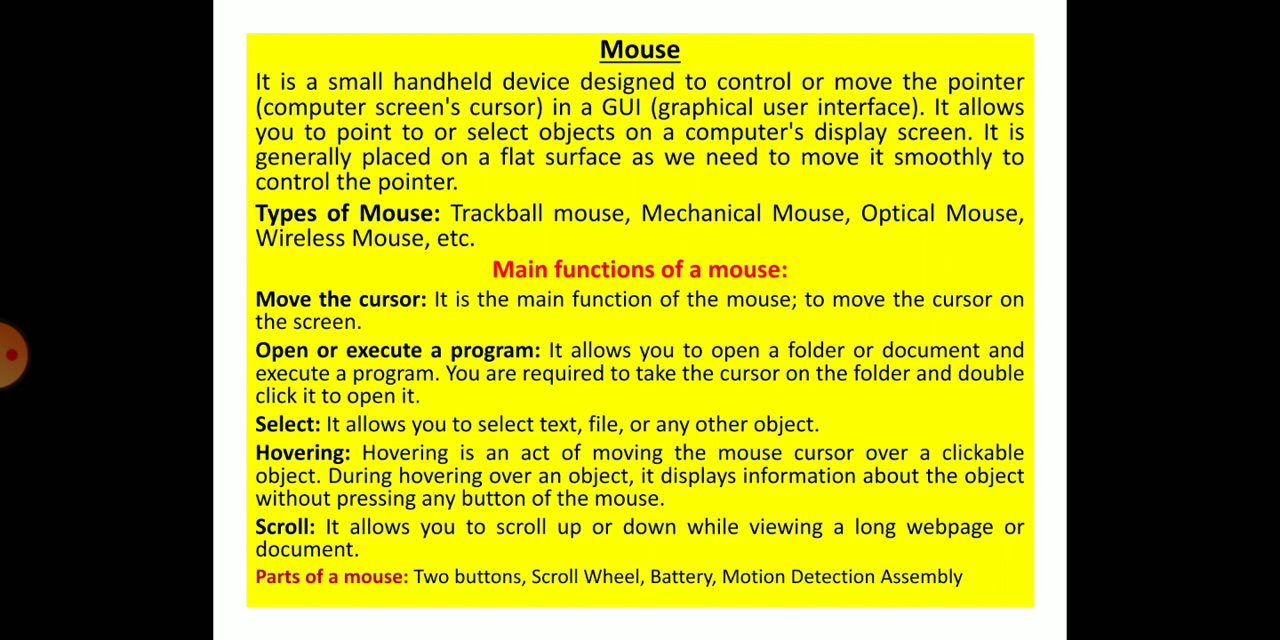 Mouse
It is a small handheld device designed to control or move the pointer
(computer screen's cursor) in a GUI (graphical user interface). It allows
you to point to or select objects on a computer's display screen. It is
generally placed on a flat surface as we need to move it smoothly to
control the pointer.
Types of Mouse: Trackball mouse, Mechanical Mouse, Optical Mouse,
Wireless Mouse, etc.
Main functions of a mouse:
Move the cursor: It is the main function of the mouse; to move the cursor on
the screen.
Open or execute a program: It allows you to open a folder or document and
execute a program. You are required to take the cursor on the folder and double
click it to open it.
Select: It allows you to select text, file, or any other object.
Hovering: Hovering is an act of moving the mouse cursor over a clickable
object. During hovering over an object, it displays information about the object
without pressing any button of the mouse.
Scroll: It allows you to scroll up or down while viewing a long webpage or
document.
Parts of a mouse: Two buttons, Scroll Wheel, Battery, Motion Detection Assembly